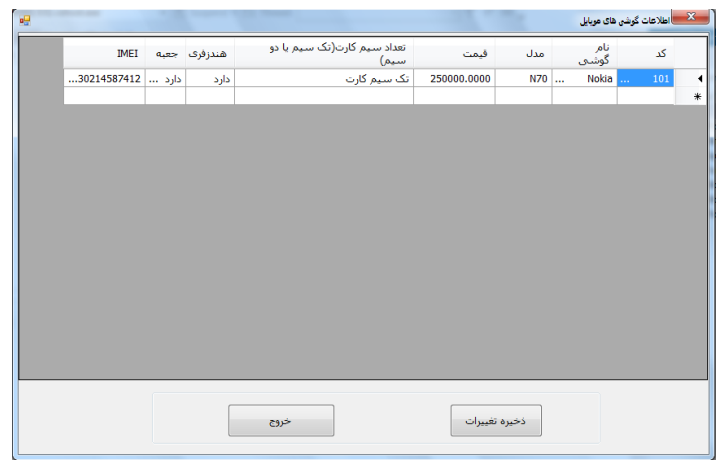 اطلاعات گوشی های موبایل
کد نام گوشی مدل قیمت تعداد سیم کارت(تک سیم یا دو سیم) هندزفری جعبه IMEI
101 ... Nokia ... N70 250000.0000 تک سیم کارت دارد دارد ... 30214587412...
ذخیره تغییرات خروج